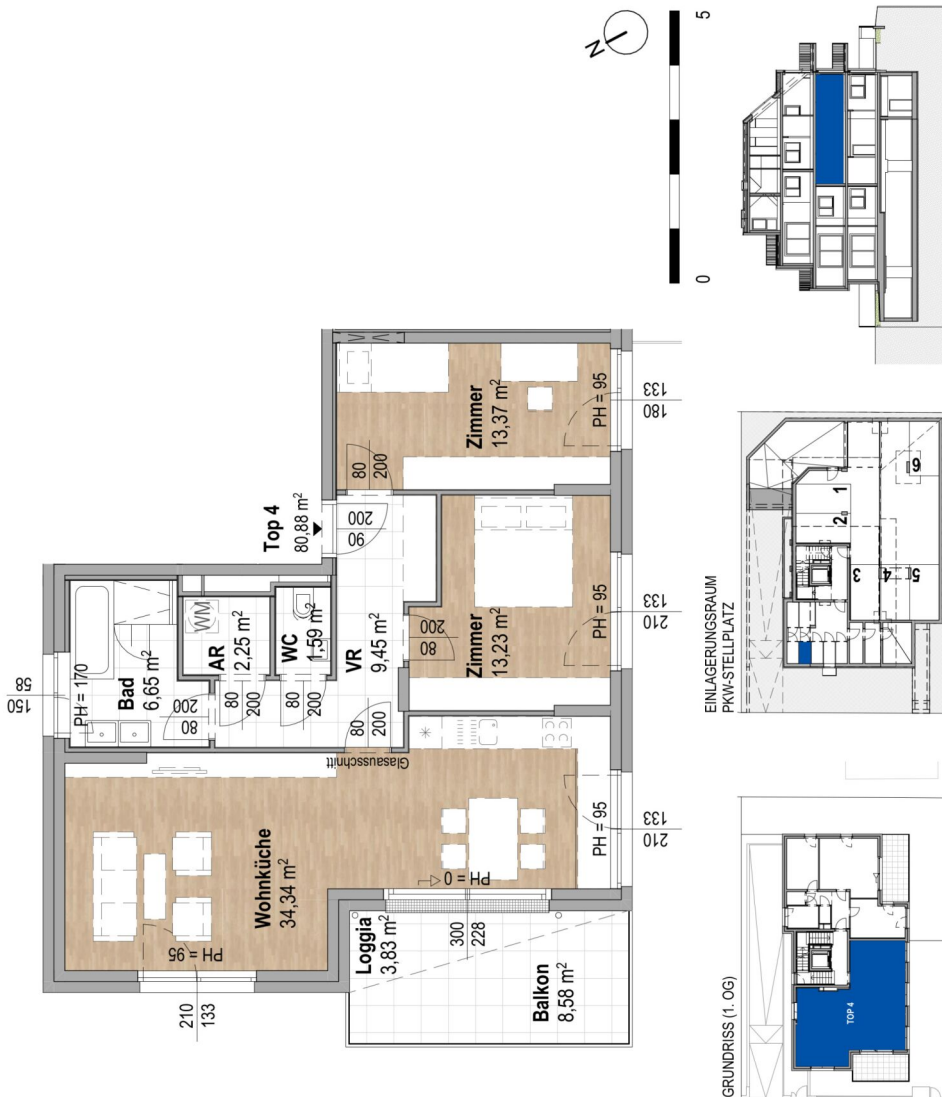 N
5
0
Top 4
80,88 m²
90
200
Zimmer
13,37 m²
80
200
PH = 95
180
133
Zimmer
13,23 m²
80
200
PH = 95
210
133
VR
9,45 m²
WC
1,59 m²
80
200
AR
2,25 m²
WM
80
200
Bad
6,65 m²
80
200
PH = 170
150
58
80
200
Glasausschnitt
Wohnküche
34,34 m²
PH = 95
210
133
PH = 95
210
133
PH = 0
300
228
Loggia
3,83 m²
Balkon
8,58 m²
EINLAGERUNGSRAUM
PKW-STELLPLATZ
1
2
3
4
5
6
GRUNDRISS (1. OG)
TOP 4